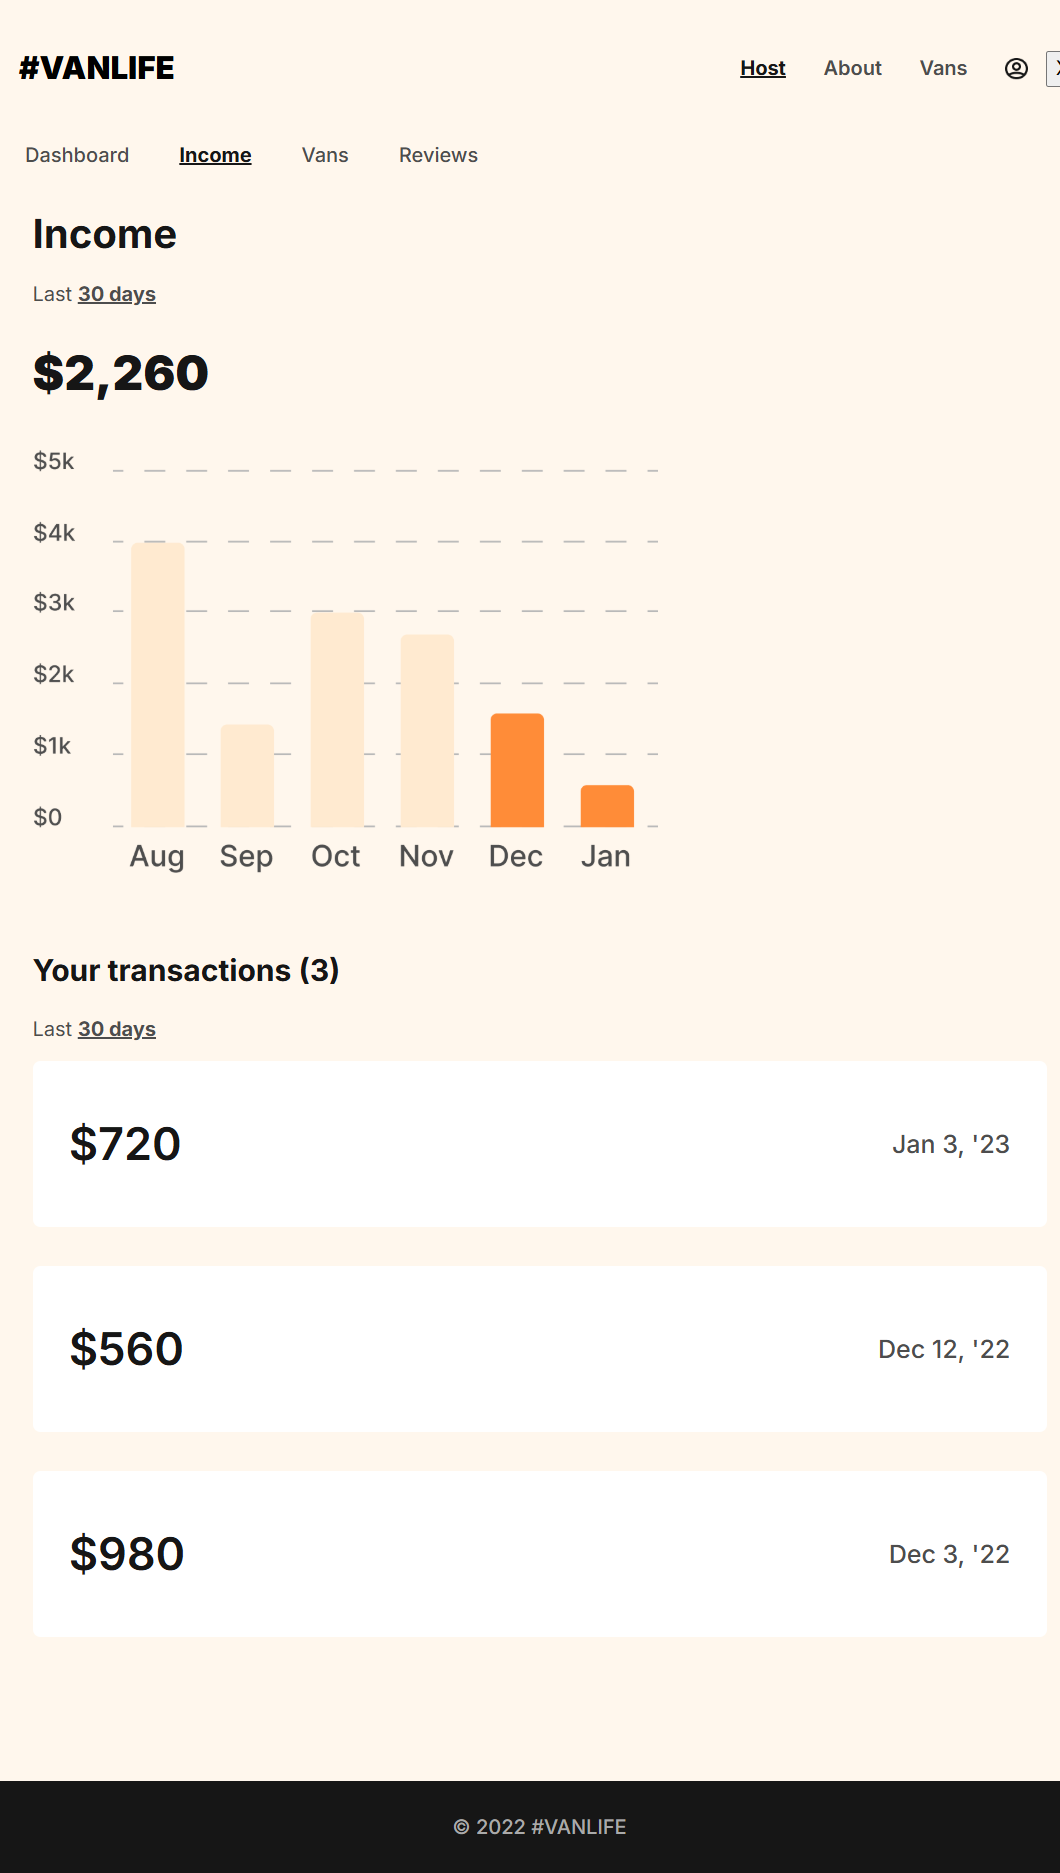 #VANLIFE
Host About Vans
Dashboard Income Vans Reviews
Income
Last 30 days
$2,260
$5k
$4k
$3k
$2k
$1k
$0
Aug Sep Oct Nov Dec Jan
Your transactions (3)
Last 30 days
$720 Jan 3, '23
$560 Dec 12, '22
$980 Dec 3, '22
© 2022 #VANLIFE